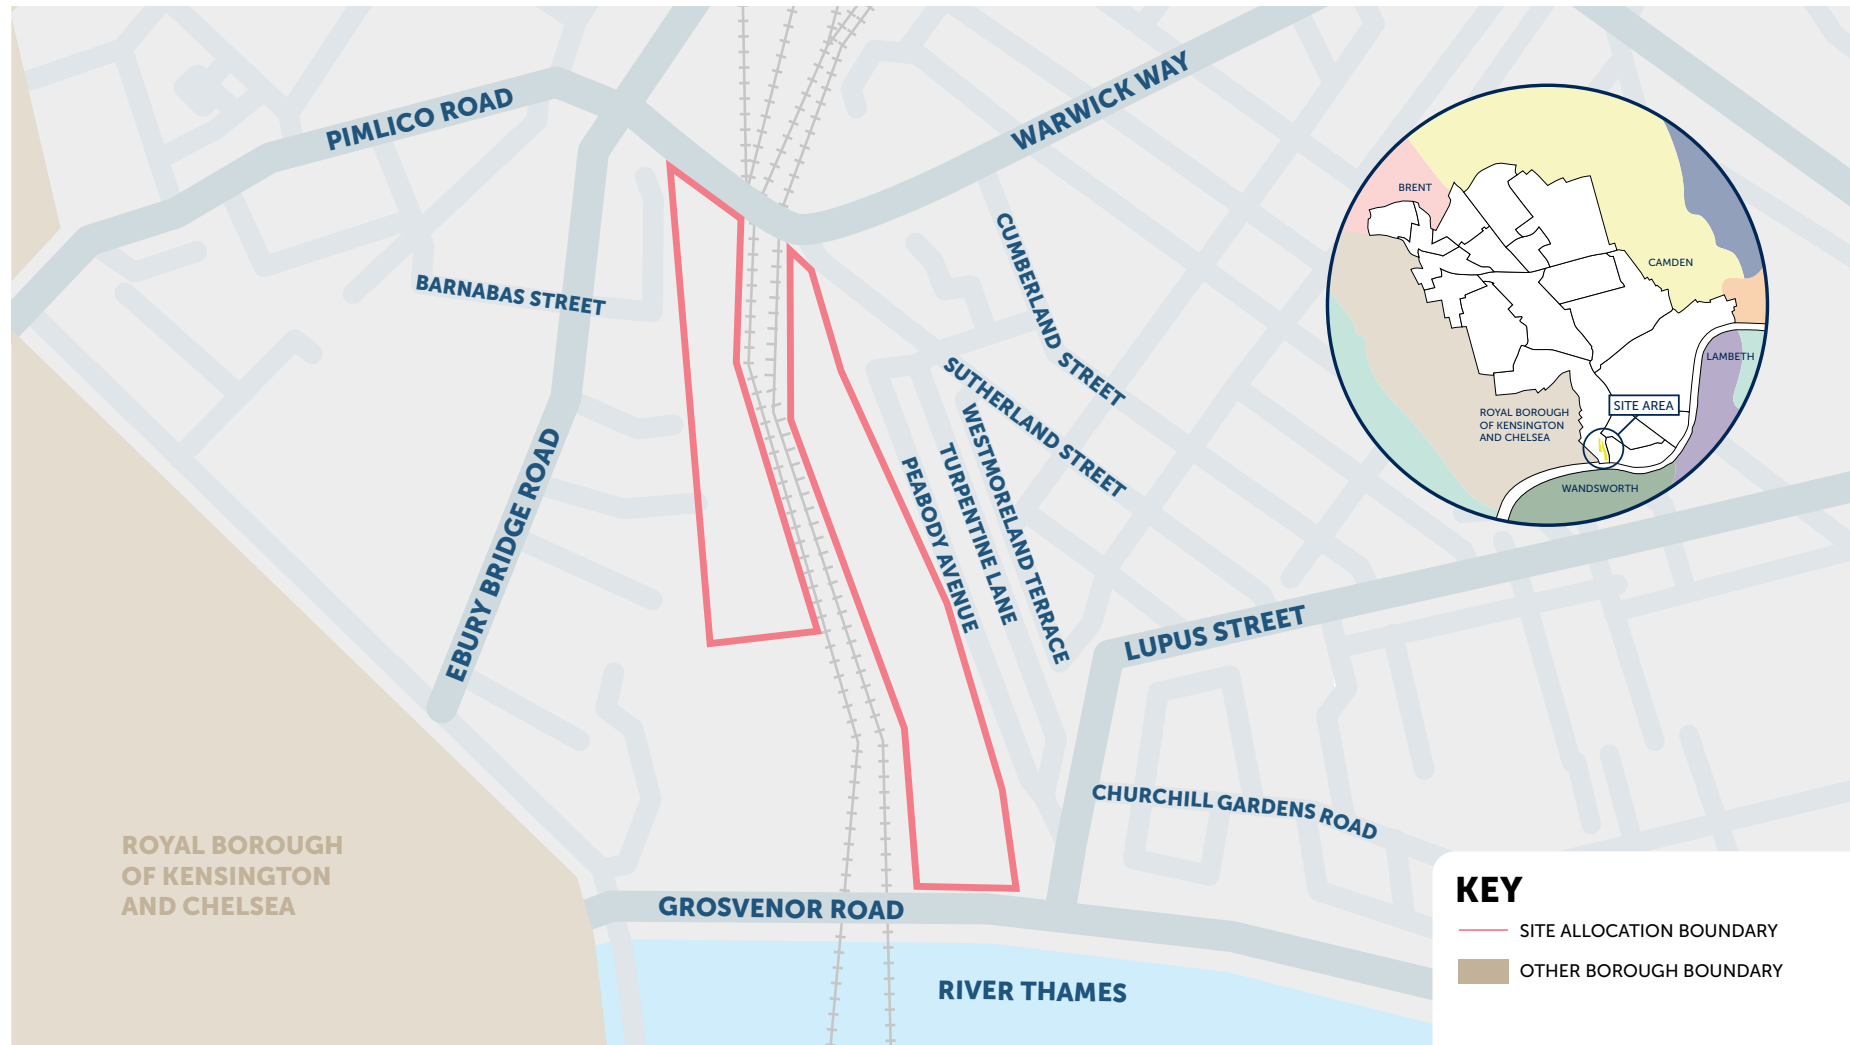 PIMLICO ROAD
WARWICK WAY
BARNABAS STREET
CUMBERLAND STREET
SUTHERLAND STREET
WESTMORELAND TERRACE
TURPENTINE LANE
PEABODY AVENUE
EBURY BRIDGE ROAD
LUPUS STREET
CHURCHILL GARDENS ROAD
GROSVENOR ROAD
RIVER THAMES
ROYAL BOROUGH
OF KENSINGTON
AND CHELSEA
BRENT
CAMDEN
LAMBETH
SITE AREA
ROYAL BOROUGH
OF KENSINGTON
AND CHELSEA
WANDSWORTH
KEY
SITE ALLOCATION BOUNDARY
OTHER BOROUGH BOUNDARY